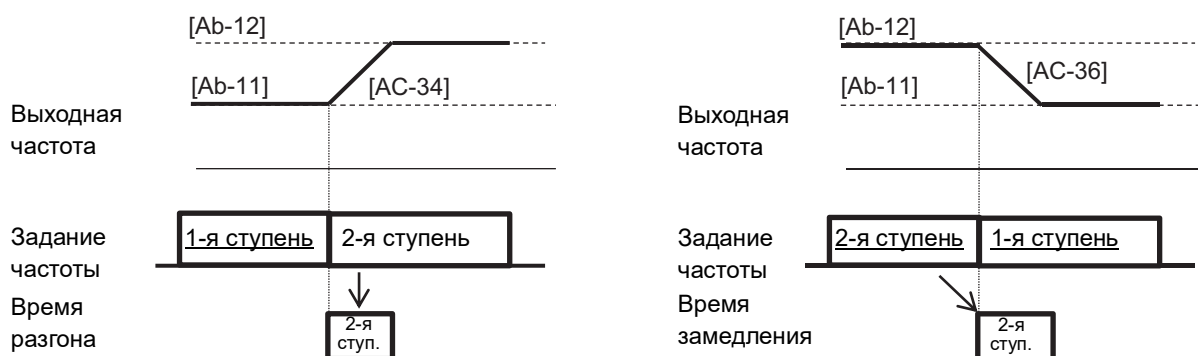 [Ab-12]
[Ab-11]
[AC-34]
Выходная
частота
Задание
частоты
1-я ступень
2-я ступень
Время
разгона
2-я
ступ.
[Ab-12]
[Ab-11]
[AC-36]
Выходная
частота
Задание
частоты
2-я ступень
1-я ступень
Время
замедления
2-я
ступ.